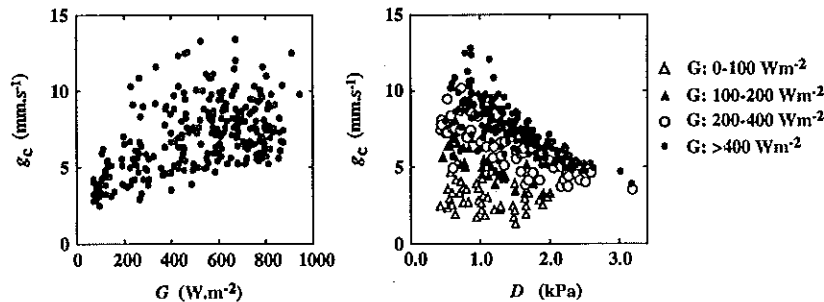 15
10
5
0
g_c (mm.s⁻¹)
0 200 400 600 800 1000
G (W.m⁻²)
15
10
5
0
g_c (mm.s⁻¹)
0.0 1.0 2.0 3.0
D (kPa)
△ G: 0-100 Wm⁻²
▲ G: 100-200 Wm⁻²
○ G: 200-400 Wm⁻²
• G: >400 Wm⁻²